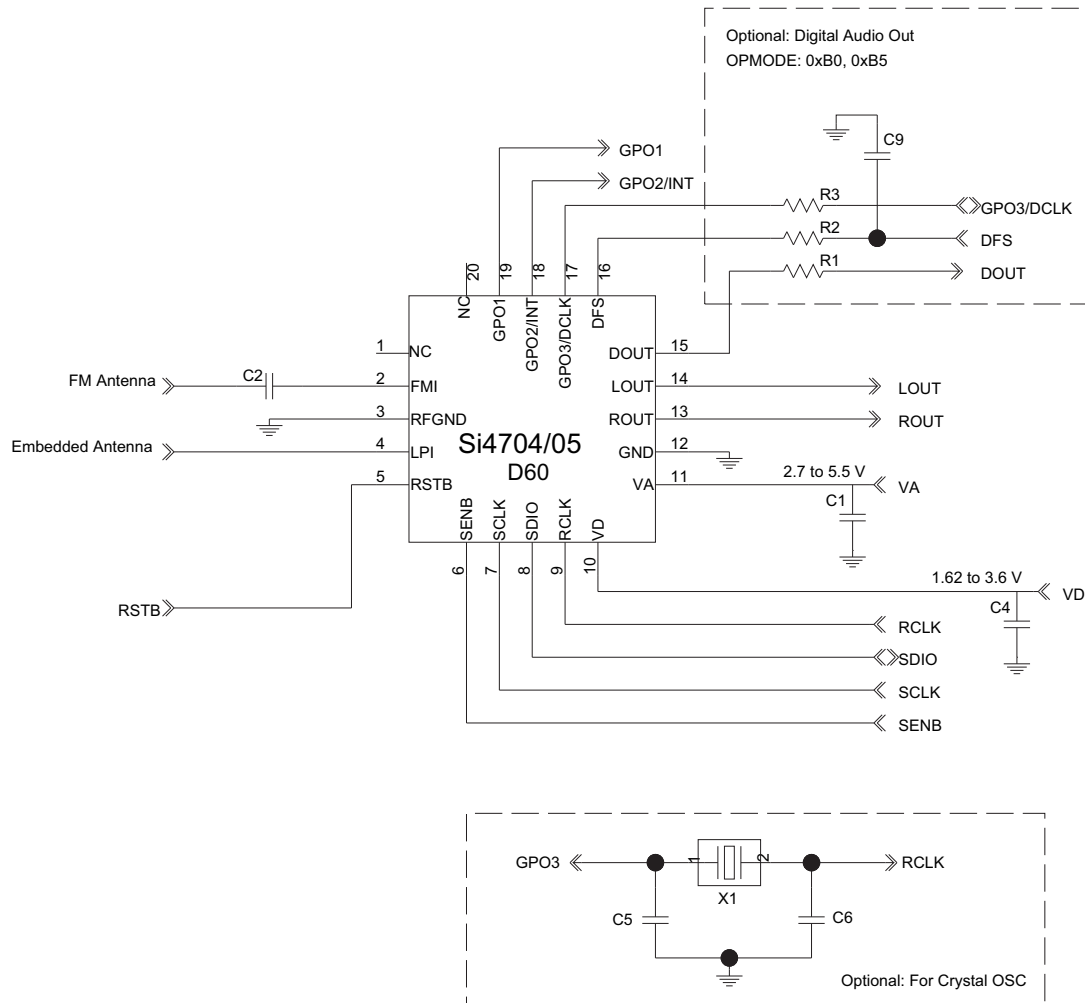 Optional: Digital Audio Out
OPMODE: 0xB0, 0xB5
C9
GPO1
GPO2/INT
R3
GPO3/DCLK
R2
DFS
R1
DOUT
20
19
18
17
16
NC
GPO1
GPO2/INT
GPO3/DCLK
DFS
1
NC
DOUT
15
FM Antenna
C2
2
FMI
LOUT
14
LOUT
3
RFGND
ROUT
13
ROUT
Embedded Antenna
4
LPI
Si4704/05
D60
GND
12
5
RSTB
VA
11
2.7 to 5.5 V
VA
C1
SENB
SCLK
SDIO
RCLK
VD
6
7
8
9
10
1.62 to 3.6 V
VD
C4
RSTB
RCLK
SDIO
SCLK
SENB
GPO3
1
2
RCLK
X1
C5
C6
Optional: For Crystal OSC